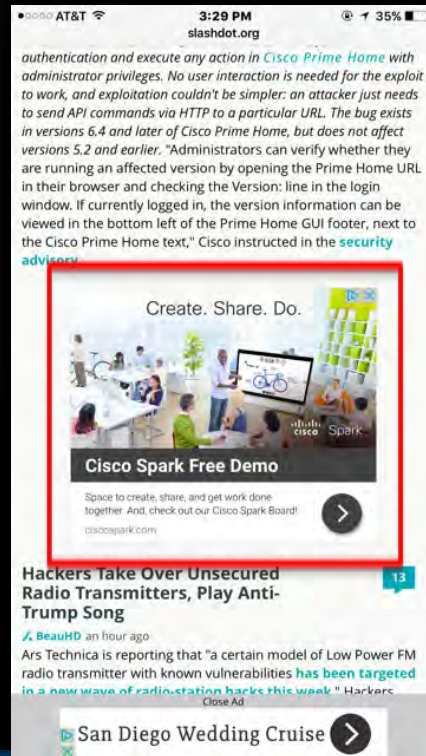 AT&T 3:29 PM 35%
slashdot.org
authentication and execute any action in Cisco Prime Home with
administrator privileges. No user interaction is needed for the exploit
to work, and exploitation couldn't be simpler: an attacker just needs
to send API commands via HTTP to a particular URL. The bug exists
in versions 6.4 and later of Cisco Prime Home, but does not affect
versions 5.2 and earlier. "Administrators can verify whether they
are running an affected version by opening the Prime Home URL
in their browser and checking the Version: line in the login
window. If currently logged in, the version information can be
viewed in the bottom left of the Prime Home GUI footer, next to
the Cisco Prime Home text," Cisco instructed in the security
advisory.
Create. Share. Do.
cisco Spark
Cisco Spark Free Demo
Space to create, share, and get work done
together. And, check out our Cisco Spark Board!
ciscospark.com
Hackers Take Over Unsecured
Radio Transmitters, Play Anti-
Trump Song
13
BeauHD an hour ago
Ars Technica is reporting that "a certain model of Low Power FM
radio transmitter with known vulnerabilities has been targeted
in a new wave of radio-station hacks this week." Hackers
Close Ad
San Diego Wedding Cruise